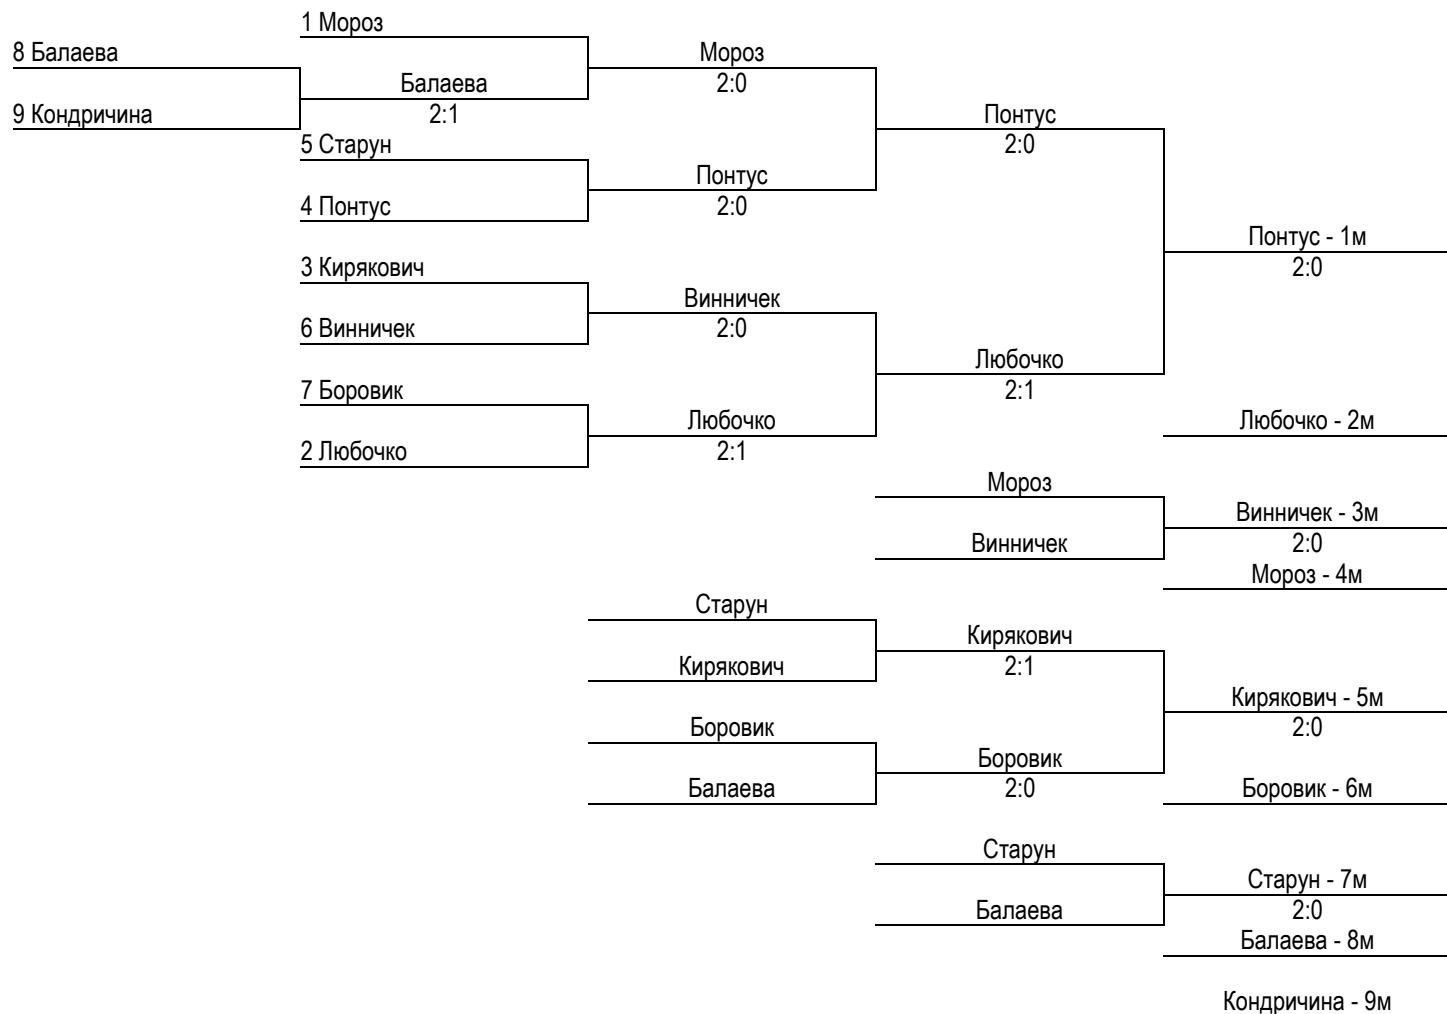 1 Мороз
8 Балаева
Мороз
Балаева
2:0
9 Кондричина
2:1
Понтус
5 Старун
2:0
Понтус
4 Понтус
2:0
Понтус - 1м
3 Кирякович
2:0
Винничек
6 Винничек
2:0
Любочко
7 Боровик
2:1
Любочко
Любочко - 2м
2 Любочко
2:1
Мороз
Винничек - 3м
Винничек
2:0
Мороз - 4м
Старун
Кирякович
Кирякович
2:1
Кирякович - 5м
Боровик
2:0
Боровик
Балаева
2:0
Боровик - 6м
Старун
Старун - 7м
Балаева
2:0
Балаева - 8м
Кондричина - 9м